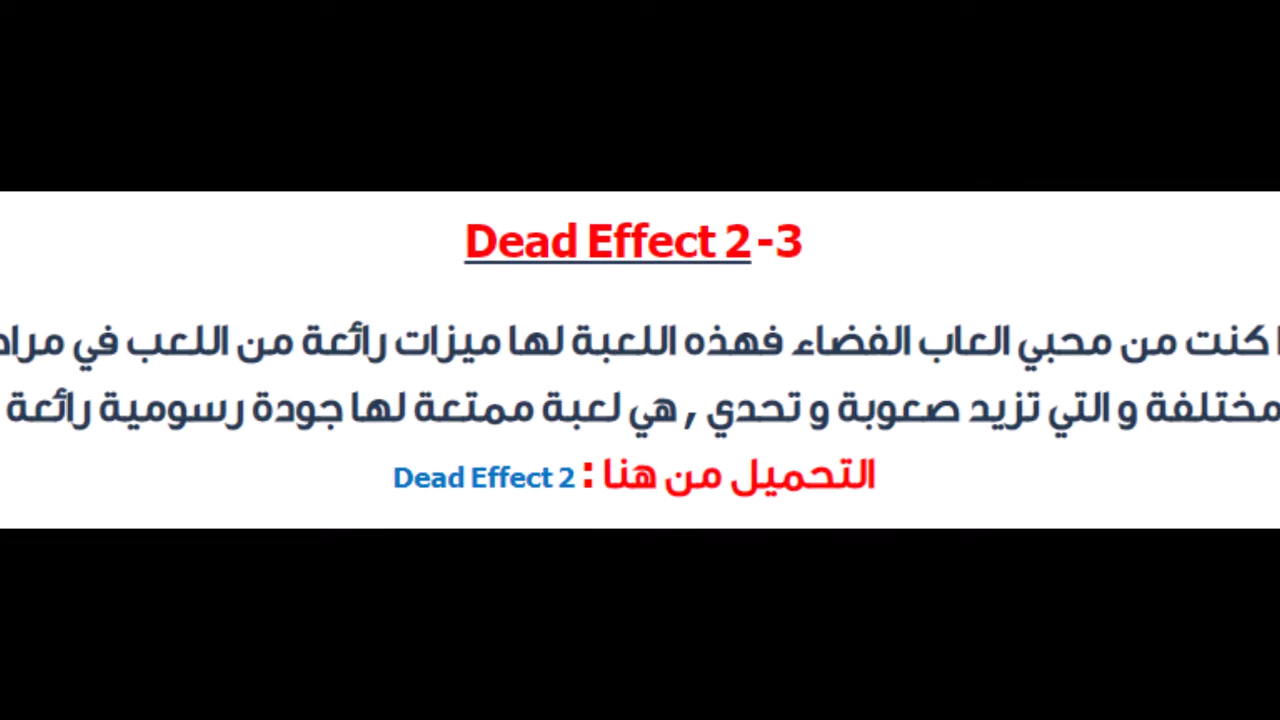 3- Dead Effect 2
كنت من محبي العاب الفضاء فهذه اللعبة لها ميزات رائعة من اللعب في
مختلفة و التي تزيد صعوبة و تحدي , هي لعبة ممتعة لها جودة رسومية رائعة
التحميل من هنا : Dead Effect 2